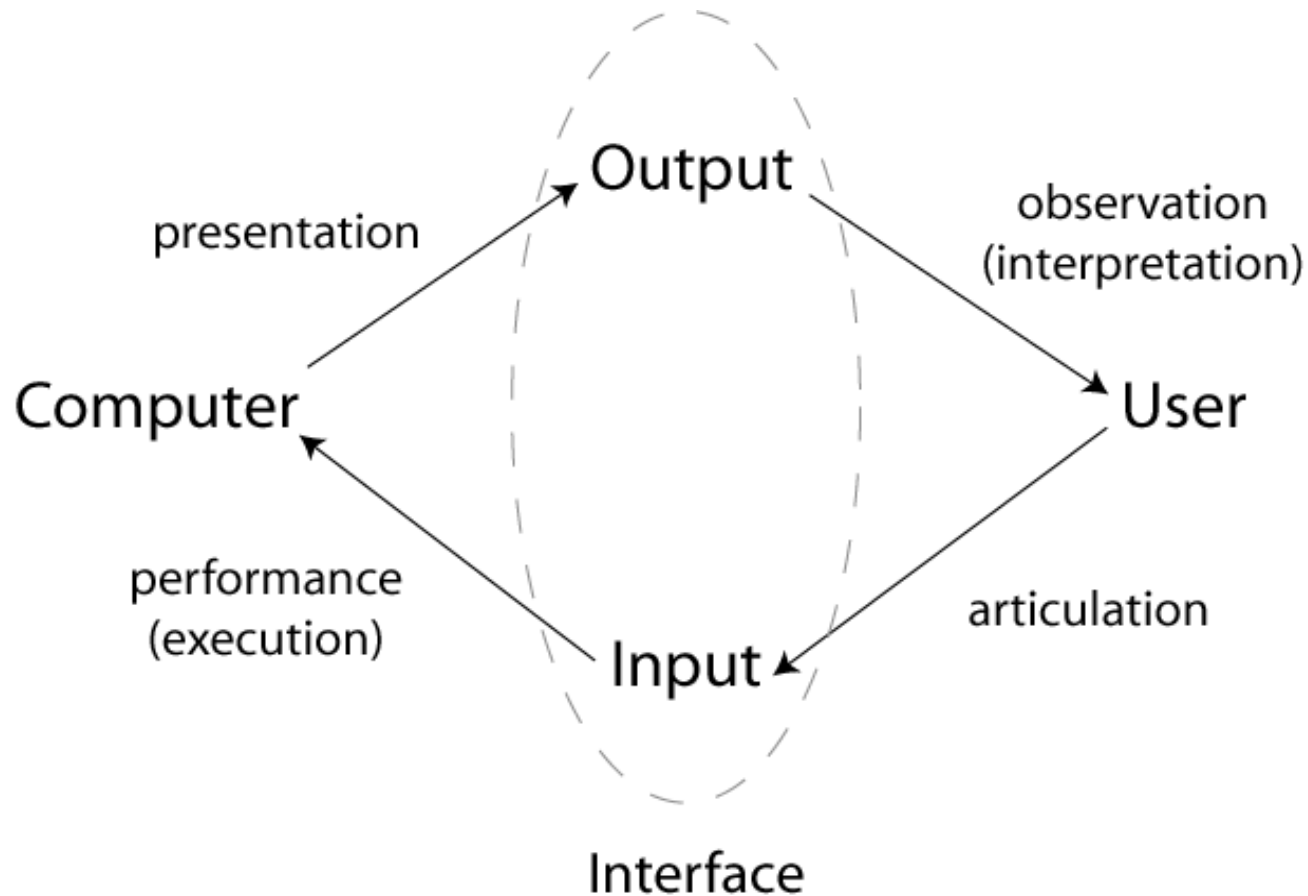 Output
presentation
observation
(interpretation)
Computer
User
performance
(execution)
articulation
Input
Interface